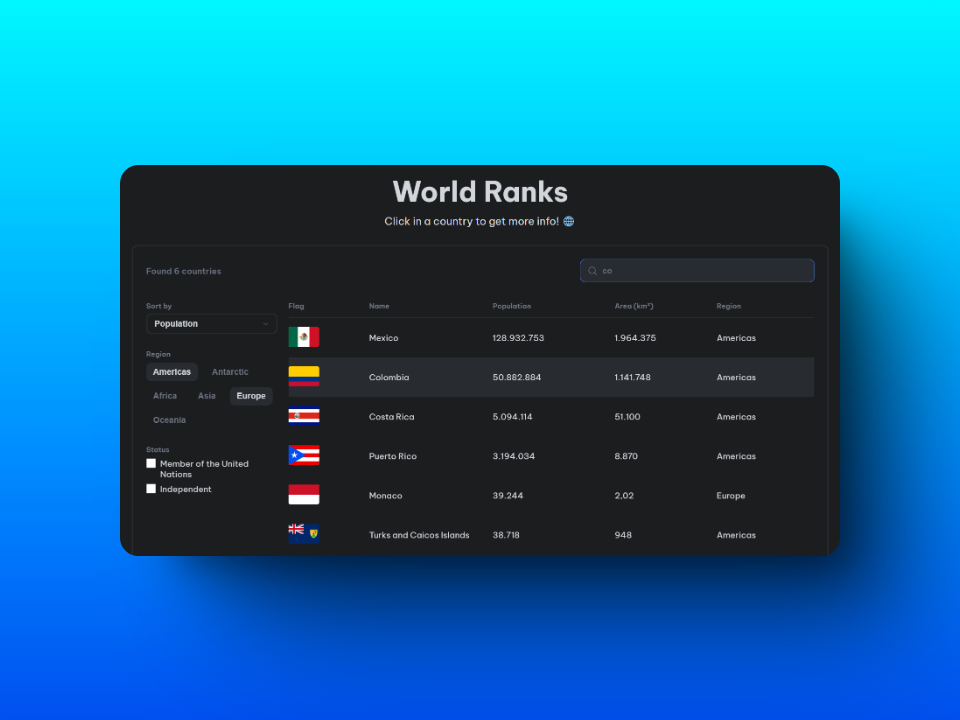 World Ranks
Click in a country to get more info!
Found 6 countries
co
Sort by
Population
Region
Americas Antarctic
Africa Asia Europe
Oceania
Status
Member of the United
Nations
Independent
Flag Name Population Area (km²) Region
Mexico 128.932.753 1.964.375 Americas
Colombia 50.882.884 1.141.748 Americas
Costa Rica 5.094.114 51.100 Americas
Puerto Rico 3.194.034 8.870 Americas
Monaco 39.244 2,02 Europe
Turks and Caicos Islands 38.718 948 Americas